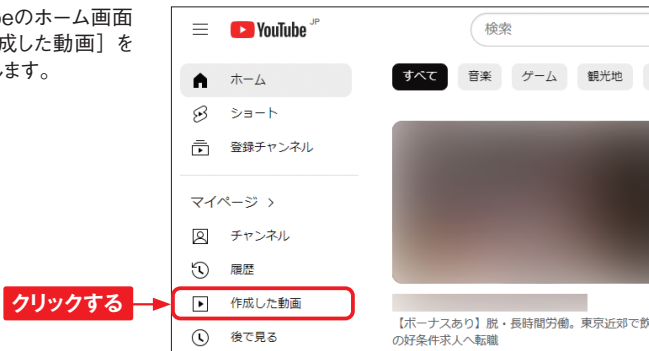 beのホーム画面
成した動画］を
します。
YouTube JP
検索
ホーム
すべて
音楽
ゲーム
観光地
ショート
登録チャンネル
マイページ >
チャンネル
履歴
クリックする
作成した動画
後で見る
【ボーナスあり】脱・長時間労働。東京近郊で飲
の好条件求人へ転職